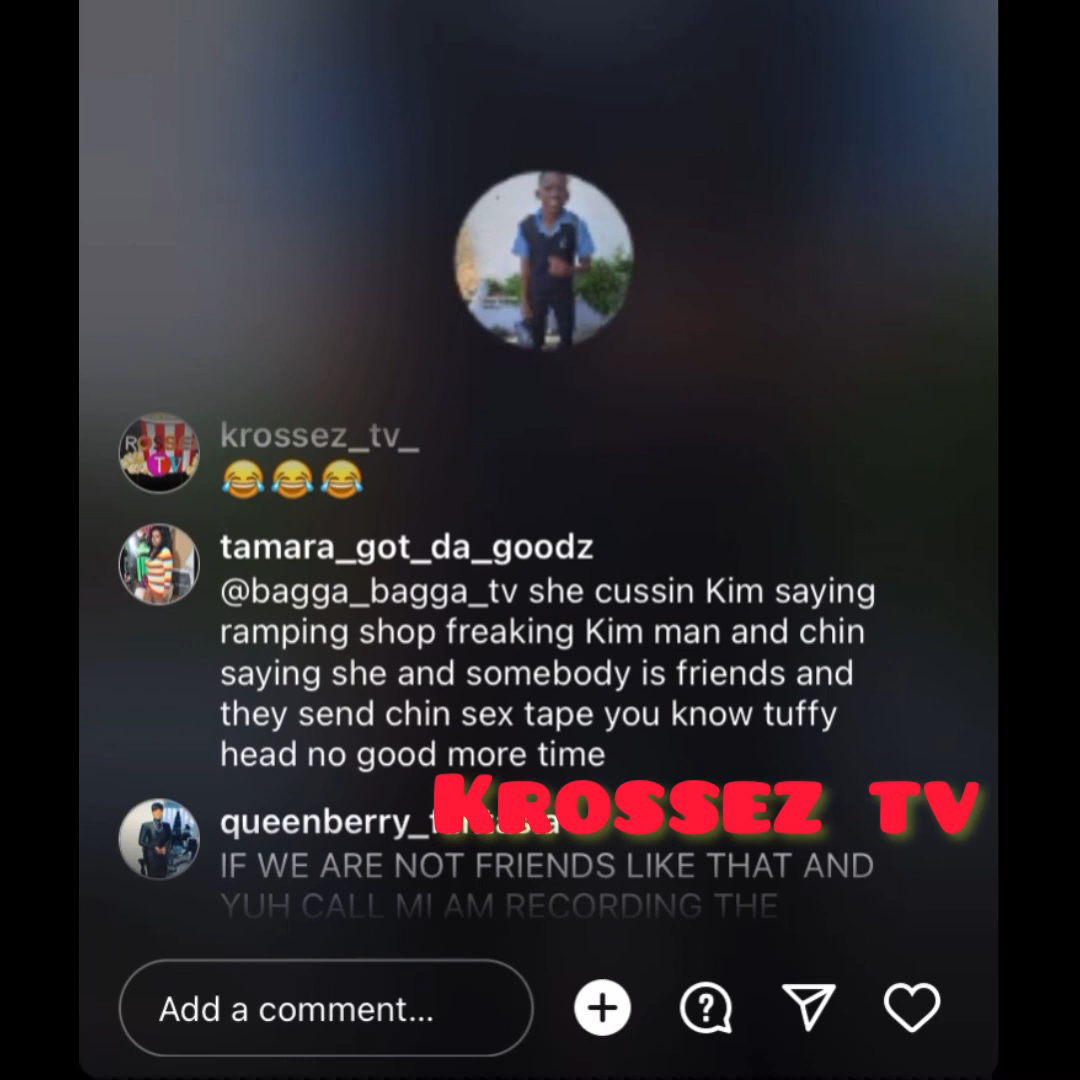 krossez_tv_
😂😂😂
tamara_got_da_goodz
@bagga_bagga_tv she cussin Kim saying
ramping shop freaking Kim man and chin
saying she and somebody is friends and
they send chin sex tape you know tuffy
head no good more time
KROSSEZ TV
IF WE ARE NOT FRIENDS LIKE THAT AND
YUH CALL MI AM RECORDING THE
Add a comment...